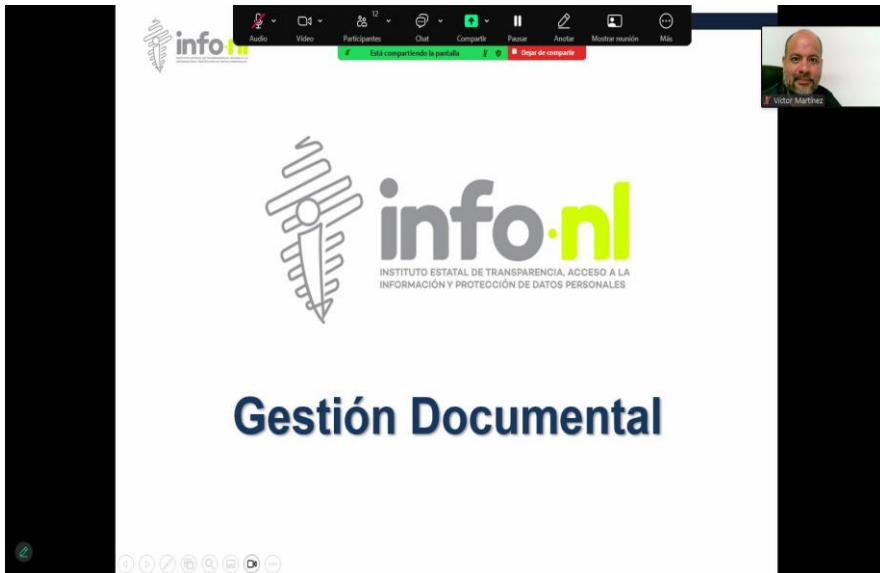 info·nl
12
Audio
Video
Participantes
Chat
Compartir
Pausar
Anotar
Mostrar reunión
Más
Está compartiendo la pantalla
Dejar de compartir
Victor Martínez
info·nl
INSTITUTO ESTATAL DE TRANSPARENCIA, ACCESO A LA
INFORMACIÓN Y PROTECCIÓN DE DATOS PERSONALES
Gestión Documental